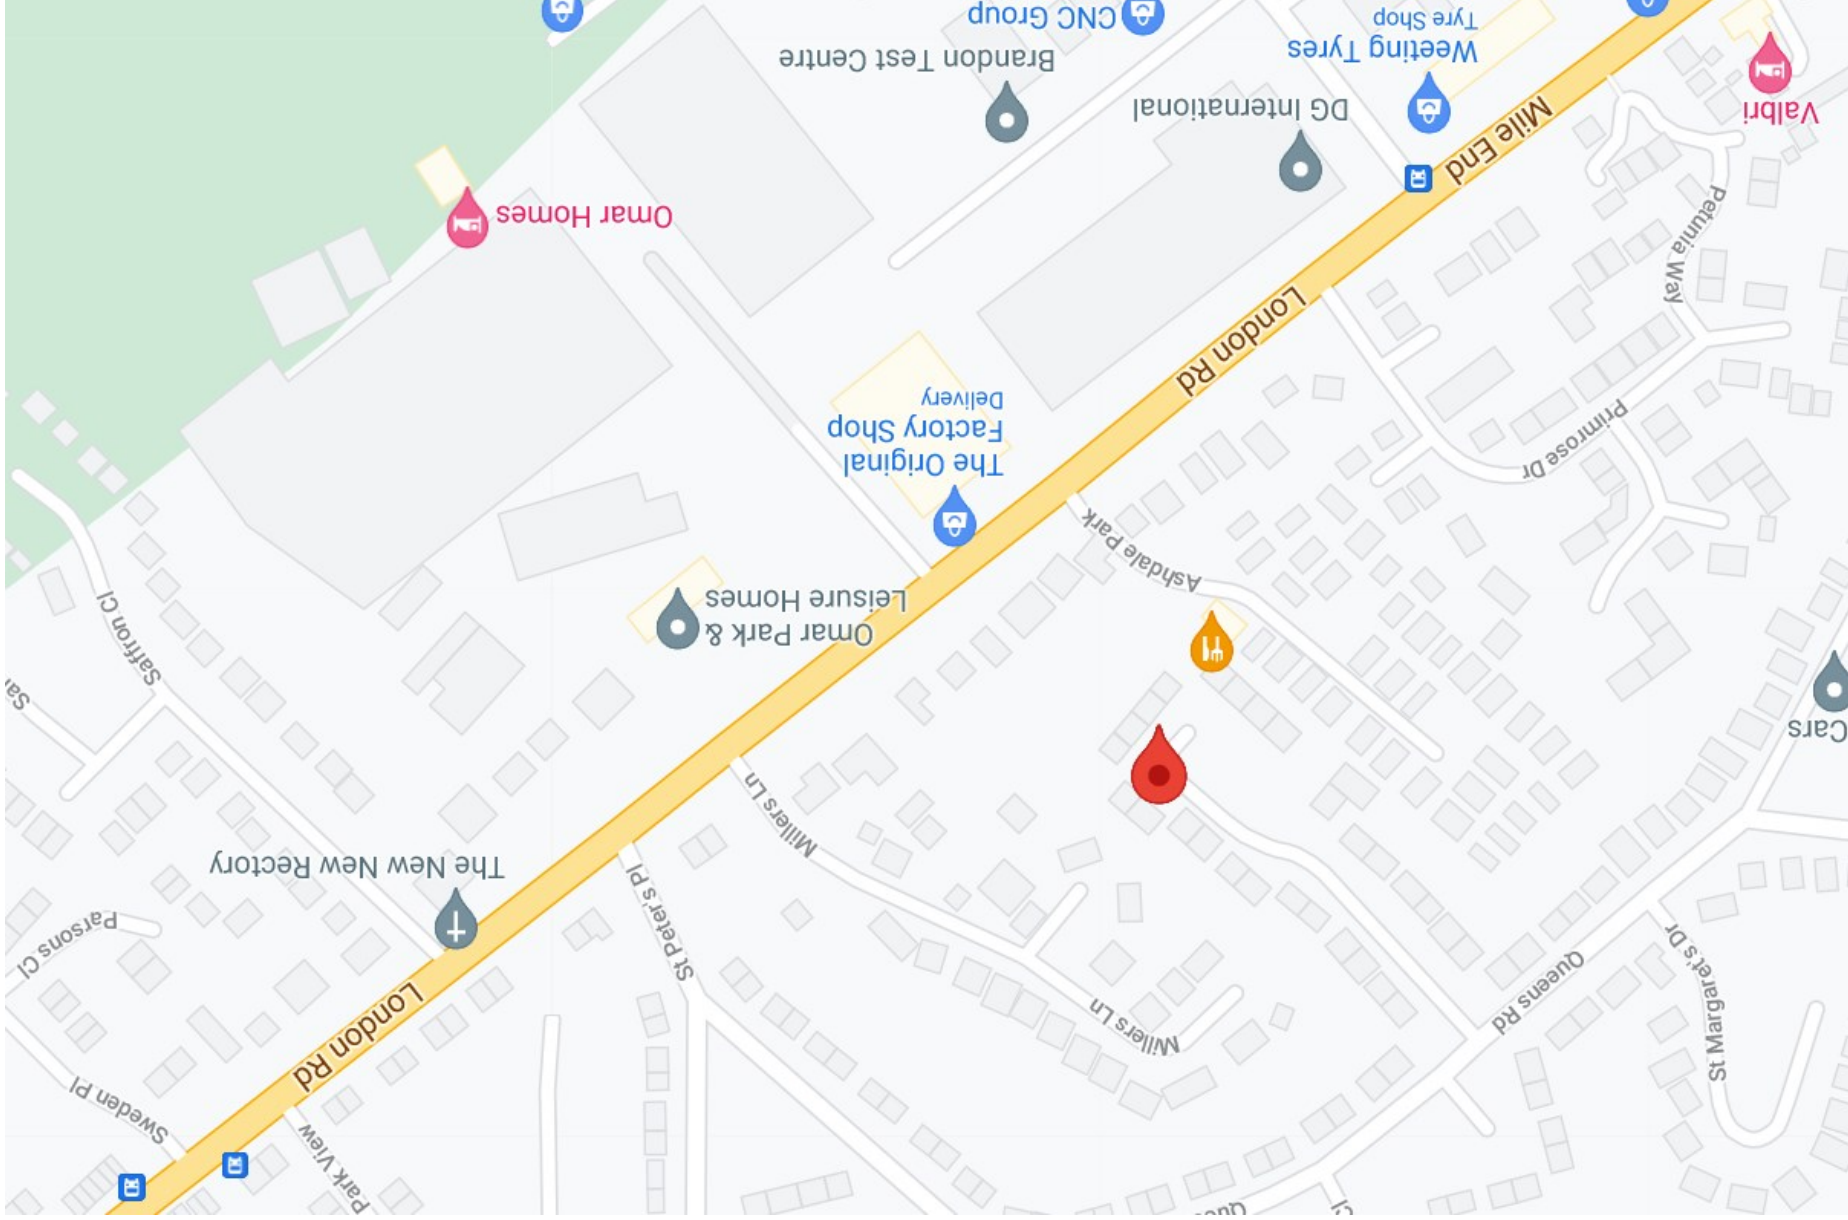 Cl
Park View
Sweden Pl
St Margaret's Dr
Queens Rd
Millers Ln
London Rd
Parsons Cl
St Peter's Pl
The New New Rectory
Millers Ln
Cars
Saffron Cl
Omar Park &
Leisure Homes
Ashdale Park
The Original
Factory Shop
Delivery
Primrose Dr
London Rd
Petunia Way
Omar Homes
Mile End
Valbri
DG International
Brandon Test Centre
Weeting Tyres
Tyre Shop
CNC Group